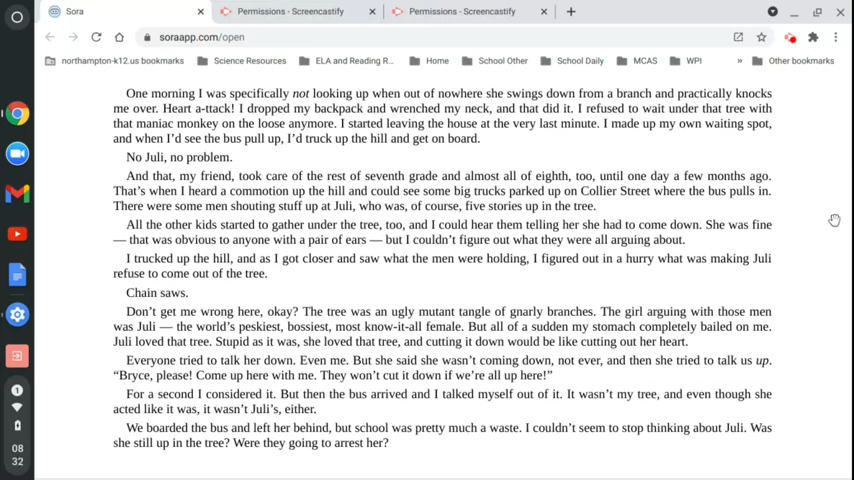 Sora
Permissions - Screencastify
Permissions - Screencastify
soraapp.com/open
northampton-k12.us bookmarks
Science Resources
ELA and Reading R...
Home
School Other
School Daily
MCAS
WPI
»
Other bookmarks
One morning I was specifically not looking up when out of nowhere she swings down from a branch and practically knocks
me over. Heart a-ttack! I dropped my backpack and wrenched my neck, and that did it. I refused to wait under that tree with
that maniac monkey on the loose anymore. I started leaving the house at the very last minute. I made up my own waiting spot,
and when I’d see the bus pull up, I’d truck up the hill and get on board.
No Juli, no problem.
And that, my friend, took care of the rest of seventh grade and almost all of eighth, too, until one day a few months ago.
That’s when I heard a commotion up the hill and could see some big trucks parked up on Collier Street where the bus pulls in.
There were some men shouting stuff up at Juli, who was, of course, five stories up in the tree.
All the other kids started to gather under the tree, too, and I could hear them telling her she had to come down. She was fine
— that was obvious to anyone with a pair of ears — but I couldn’t figure out what they were all arguing about.
I trucked up the hill, and as I got closer and saw what the men were holding, I figured out in a hurry what was making Juli
refuse to come out of the tree.
Chain saws.
Don’t get me wrong here, okay? The tree was an ugly mutant tangle of gnarly branches. The girl arguing with those men
was Juli — the world’s peskiest, bossiest, most know-it-all female. But all of a sudden my stomach completely bailed on me.
Juli loved that tree. Stupid as it was, she loved that tree, and cutting it down would be like cutting out her heart.
Everyone tried to talk her down. Even me. But she said she wasn’t coming down, not ever, and then she tried to talk us up.
“Bryce, please! Come up here with me. They won’t cut it down if we’re all up here!”
For a second I considered it. But then the bus arrived and I talked myself out of it. It wasn’t my tree, and even though she
acted like it was, it wasn’t Juli’s, either.
We boarded the bus and left her behind, but school was pretty much a waste. I couldn’t seem to stop thinking about Juli. Was
she still up in the tree? Were they going to arrest her?
1
08
32